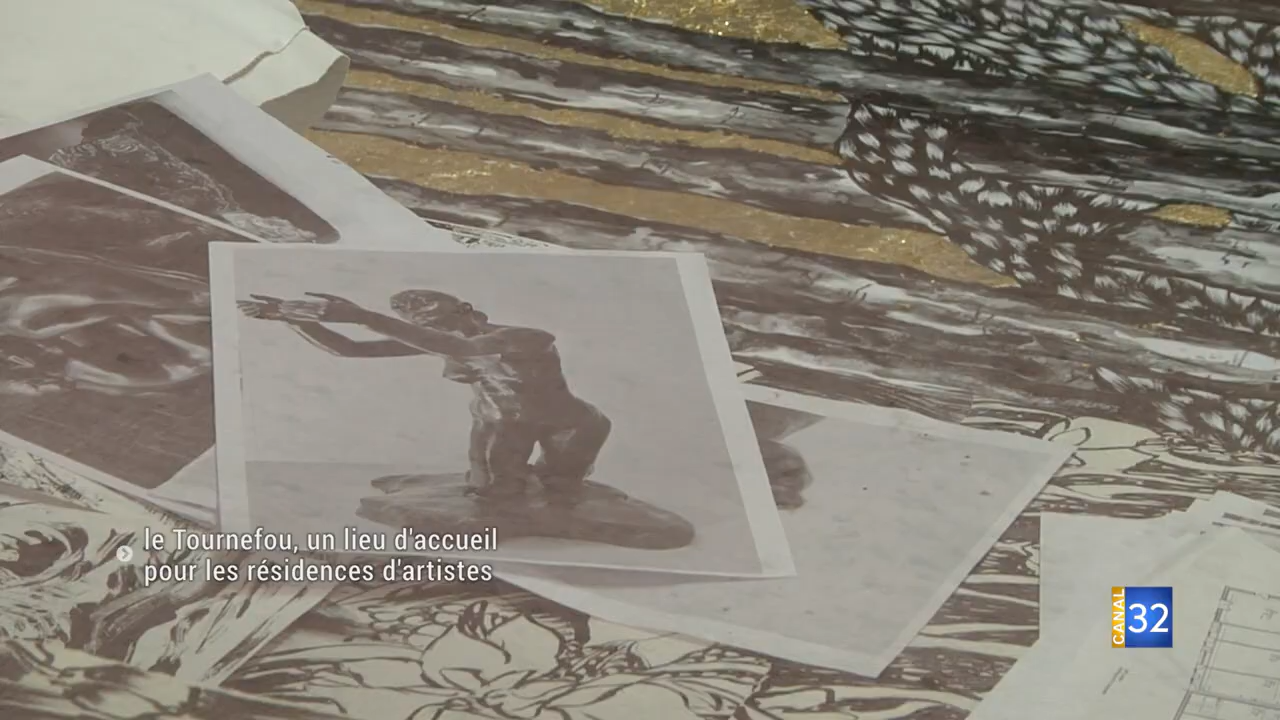 le Tournefou, un lieu d'accueil
pour les résidences d'artistes
CANAL
32